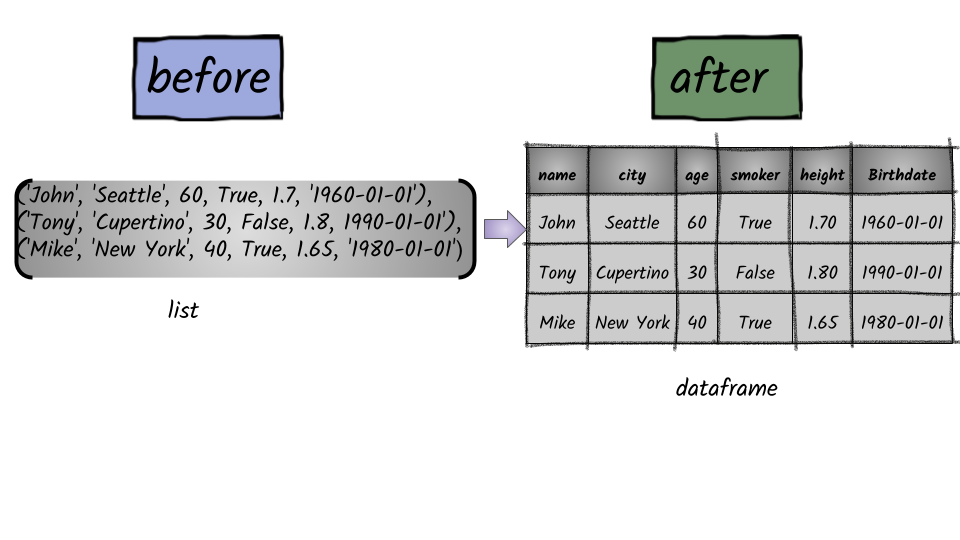 before
after
('John', 'Seattle', 60, True, 1.7, '1960-01-01'),
('Tony', 'Cupertino', 30, False, 1.8, 1990-01-01'),
('Mike', 'New York', 40, True, 1.65, '1980-01-01')
list
name city age smoker height Birthdate
John Seattle 60 True 1.70 1960-01-01
Tony Cupertino 30 False 1.80 1990-01-01
Mike New York 40 True 1.65 1980-01-01
dataframe